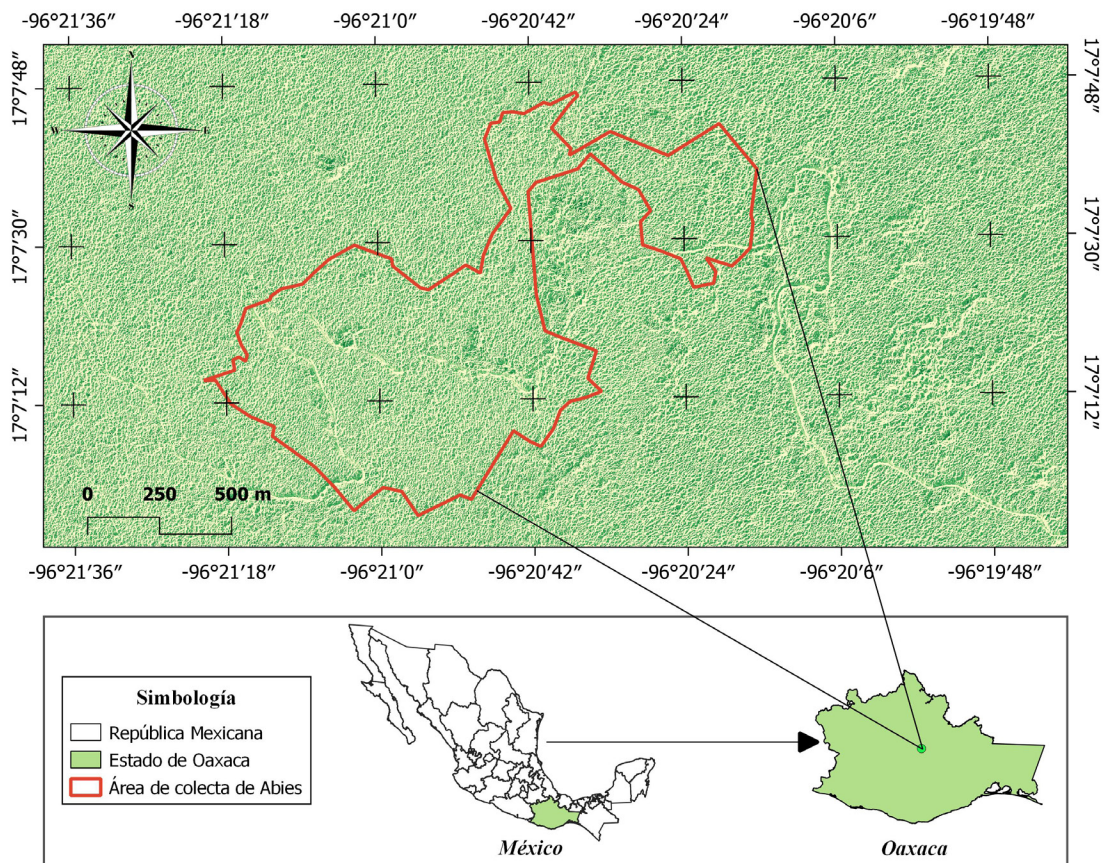 -96°21′36″ -96°21′18″ -96°21′0″ -96°20′42″ -96°20′24″ -96°20′6″ -96°19′48″
17°7′48″ 17°7′48″
N
W E
S
17°7′30″ 17°7′30″
17°7′12″ 17°7′12″
0 250 500 m
-96°21′36″ -96°21′18″ -96°21′0″ -96°20′42″ -96°20′24″ -96°20′6″ -96°19′48″
Simbología
República Mexicana
Estado de Oaxaca
Área de colecta de Abies
México Oaxaca